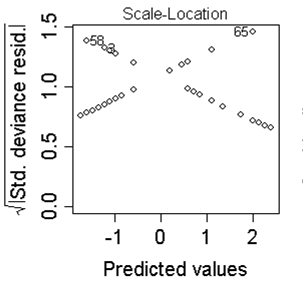 Scale-Location
√|Std. deviance resid.|
1.5
1.0
0.5
0.0
58
3
65
-1 0 1 2
Predicted values